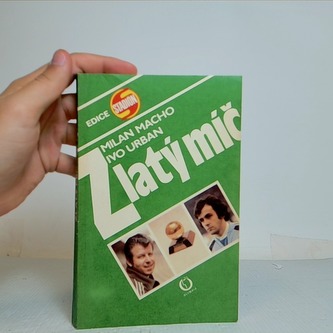 EDICE STADION
MILAN MACHO
IVO URBAN
Zlatý míč